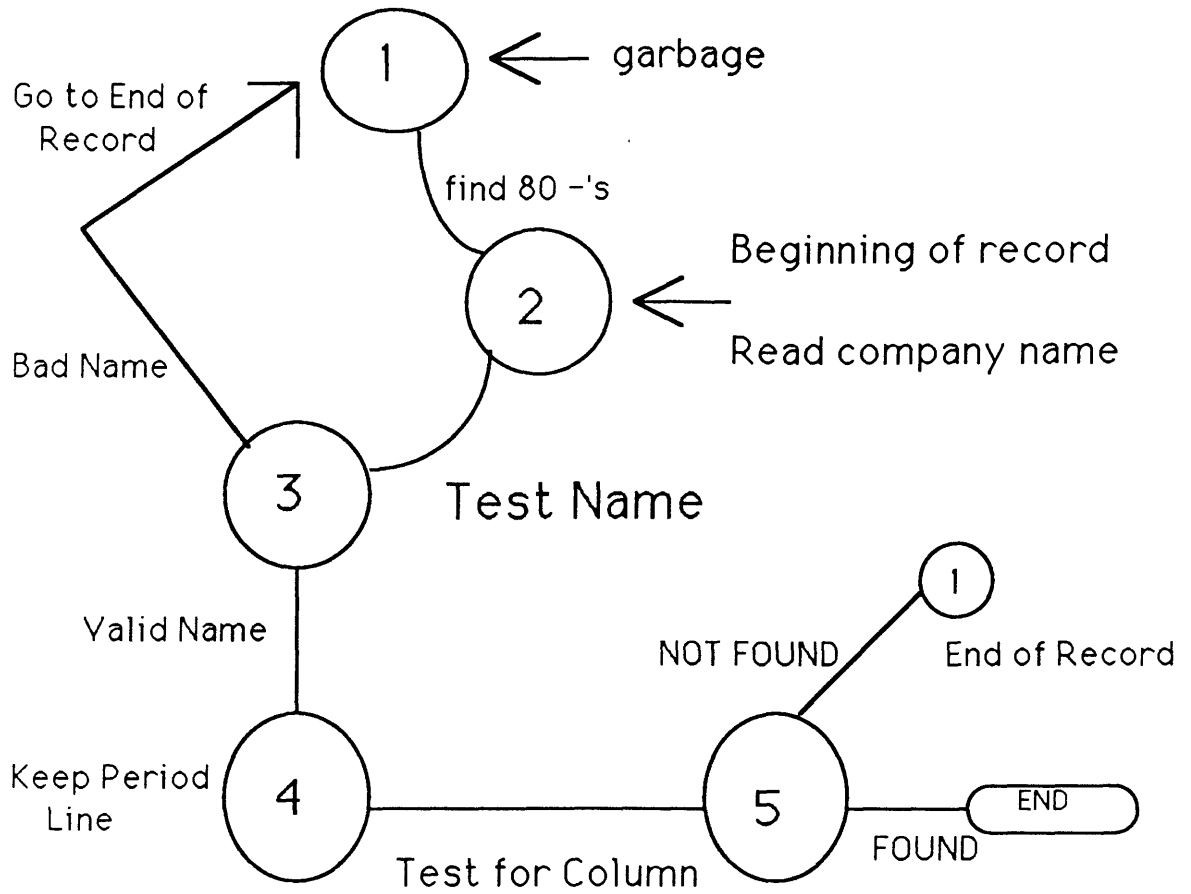 1
garbage
Go to End of
Record
find 80 -'s
Beginning of record
2
Read company name
Bad Name
3
Test Name
1
Valid Name
NOT FOUND
End of Record
Keep Period
Line
4
5
END
FOUND
Test for Column